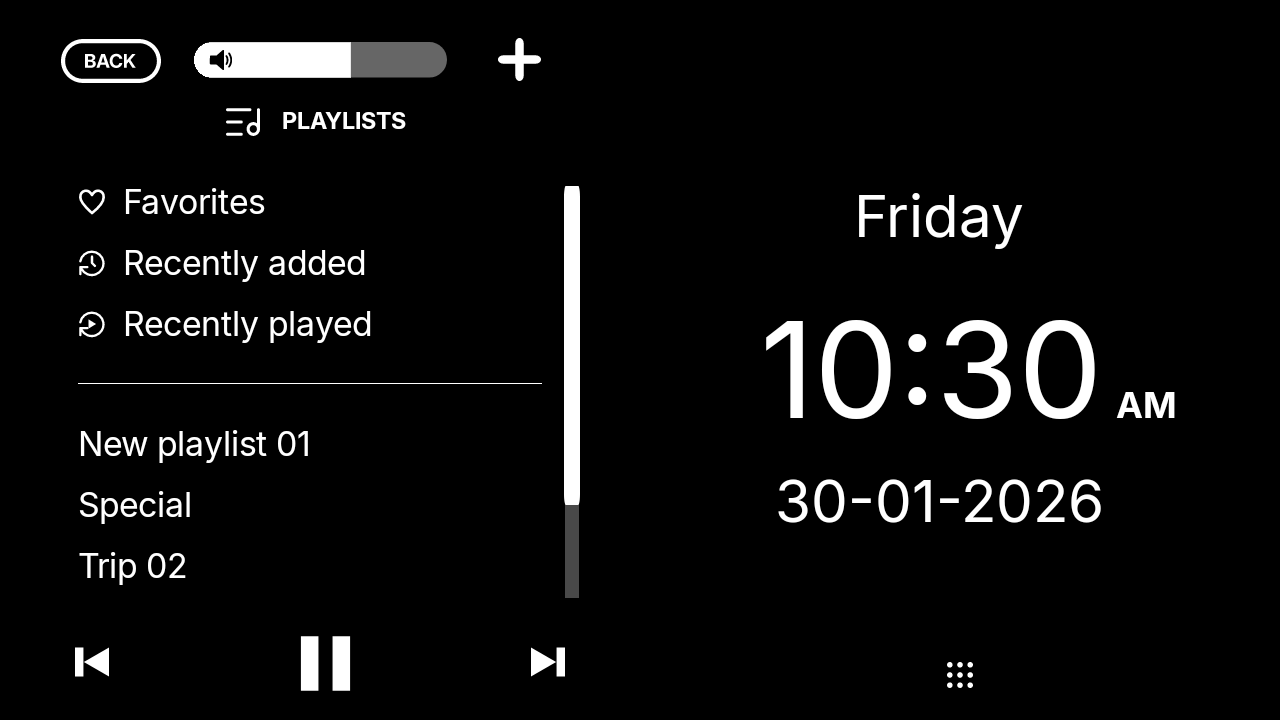 BACK
PLAYLISTS
Favorites
Recently added
Recently played
New playlist 01
Special
Trip 02
Friday
10:30 AM
30-01-2026